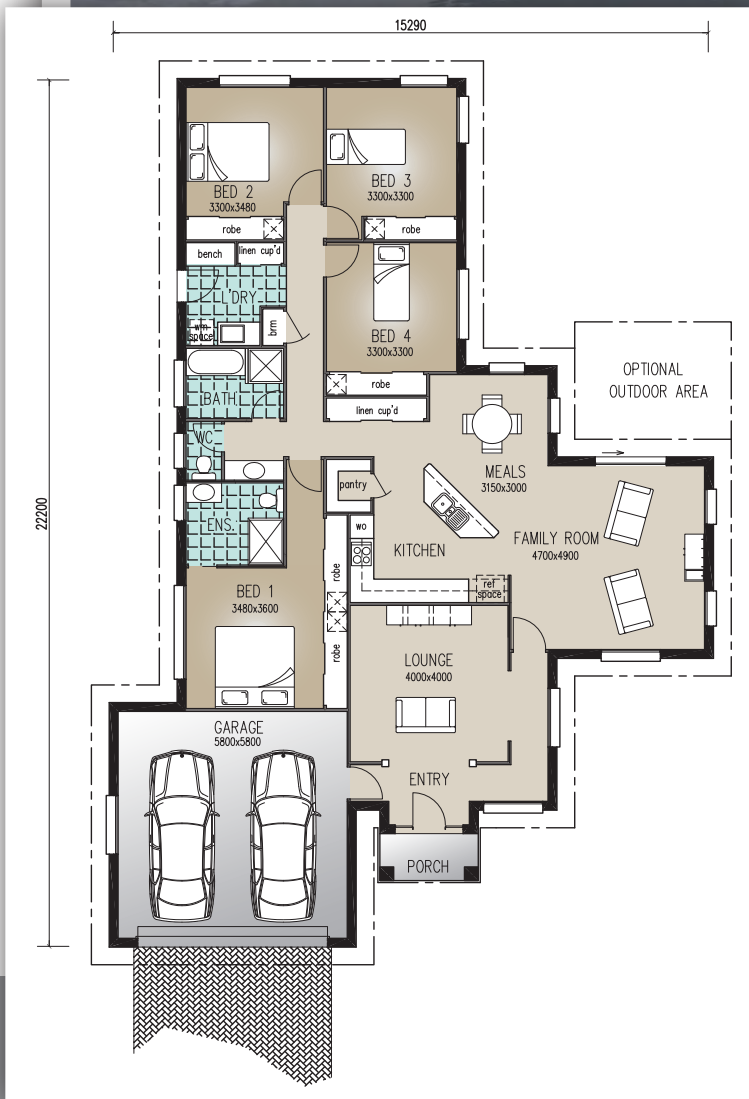 15290
22200
BED 2
3300x3480
robe
BED 3
3300x3300
robe
bench
linen cup'd
L'DRY
wm
space
brm
BED 4
3300x3300
robe
linen cup'd
BATH
WC
OPTIONAL
OUTDOOR AREA
MEALS
3150x3000
pantry
wo
KITCHEN
ref
space
FAMILY ROOM
4700x4900
ENS.
BED 1
3480x3600
robe
robe
LOUNGE
4000x4000
GARAGE
5800x5800
ENTRY
PORCH